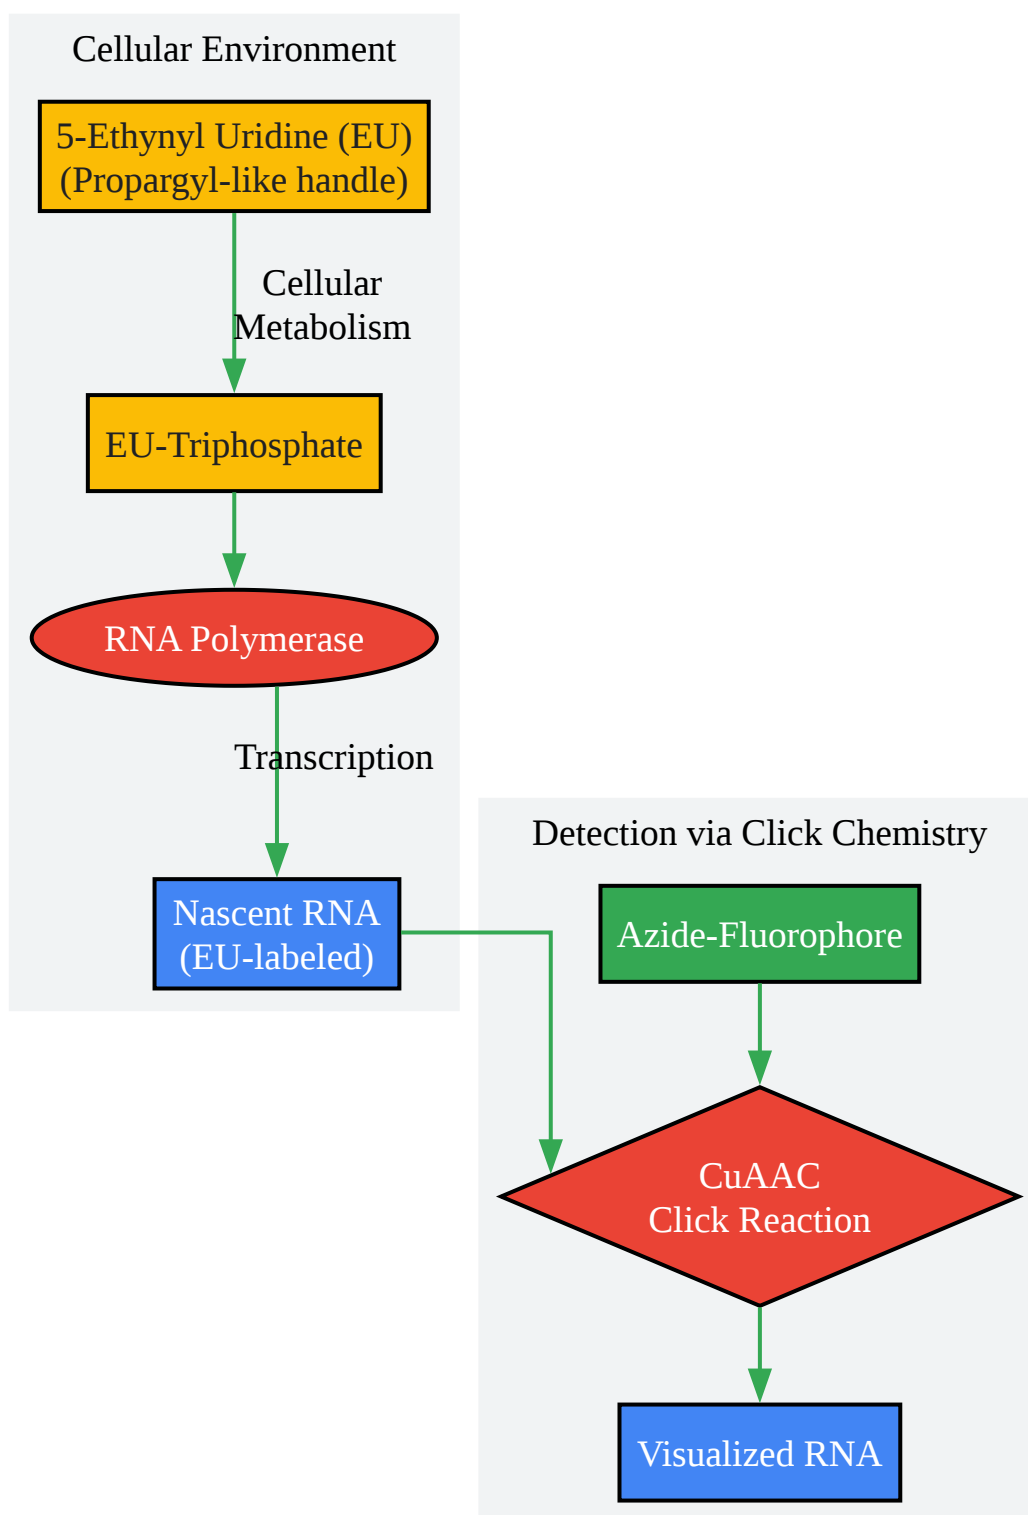 Cellular Environment
5-Ethynyl Uridine (EU)
(Propargyl-like handle)
Cellular
Metabolism
EU-Triphosphate
RNA Polymerase
Transcription
Nascent RNA
(EU-labeled)
Detection via Click Chemistry
Azide-Fluorophore
CuAAC
Click Reaction
Visualized RNA